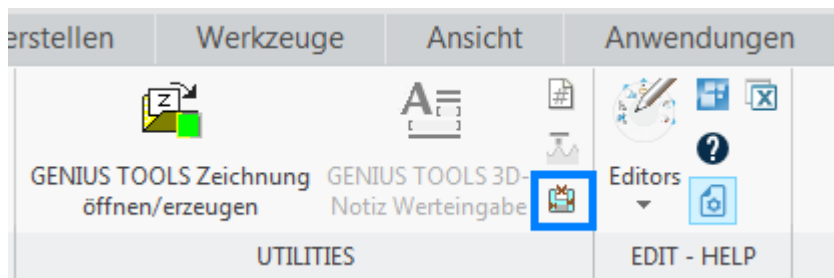 erstellen Werkzeuge Ansicht Anwendungen
Z
A
#
X
?
GENIUS TOOLS Zeichnung
öffnen/erzeugen
GENIUS TOOLS 3D-
Notiz Werteingabe
Editors
UTILITIES
EDIT - HELP